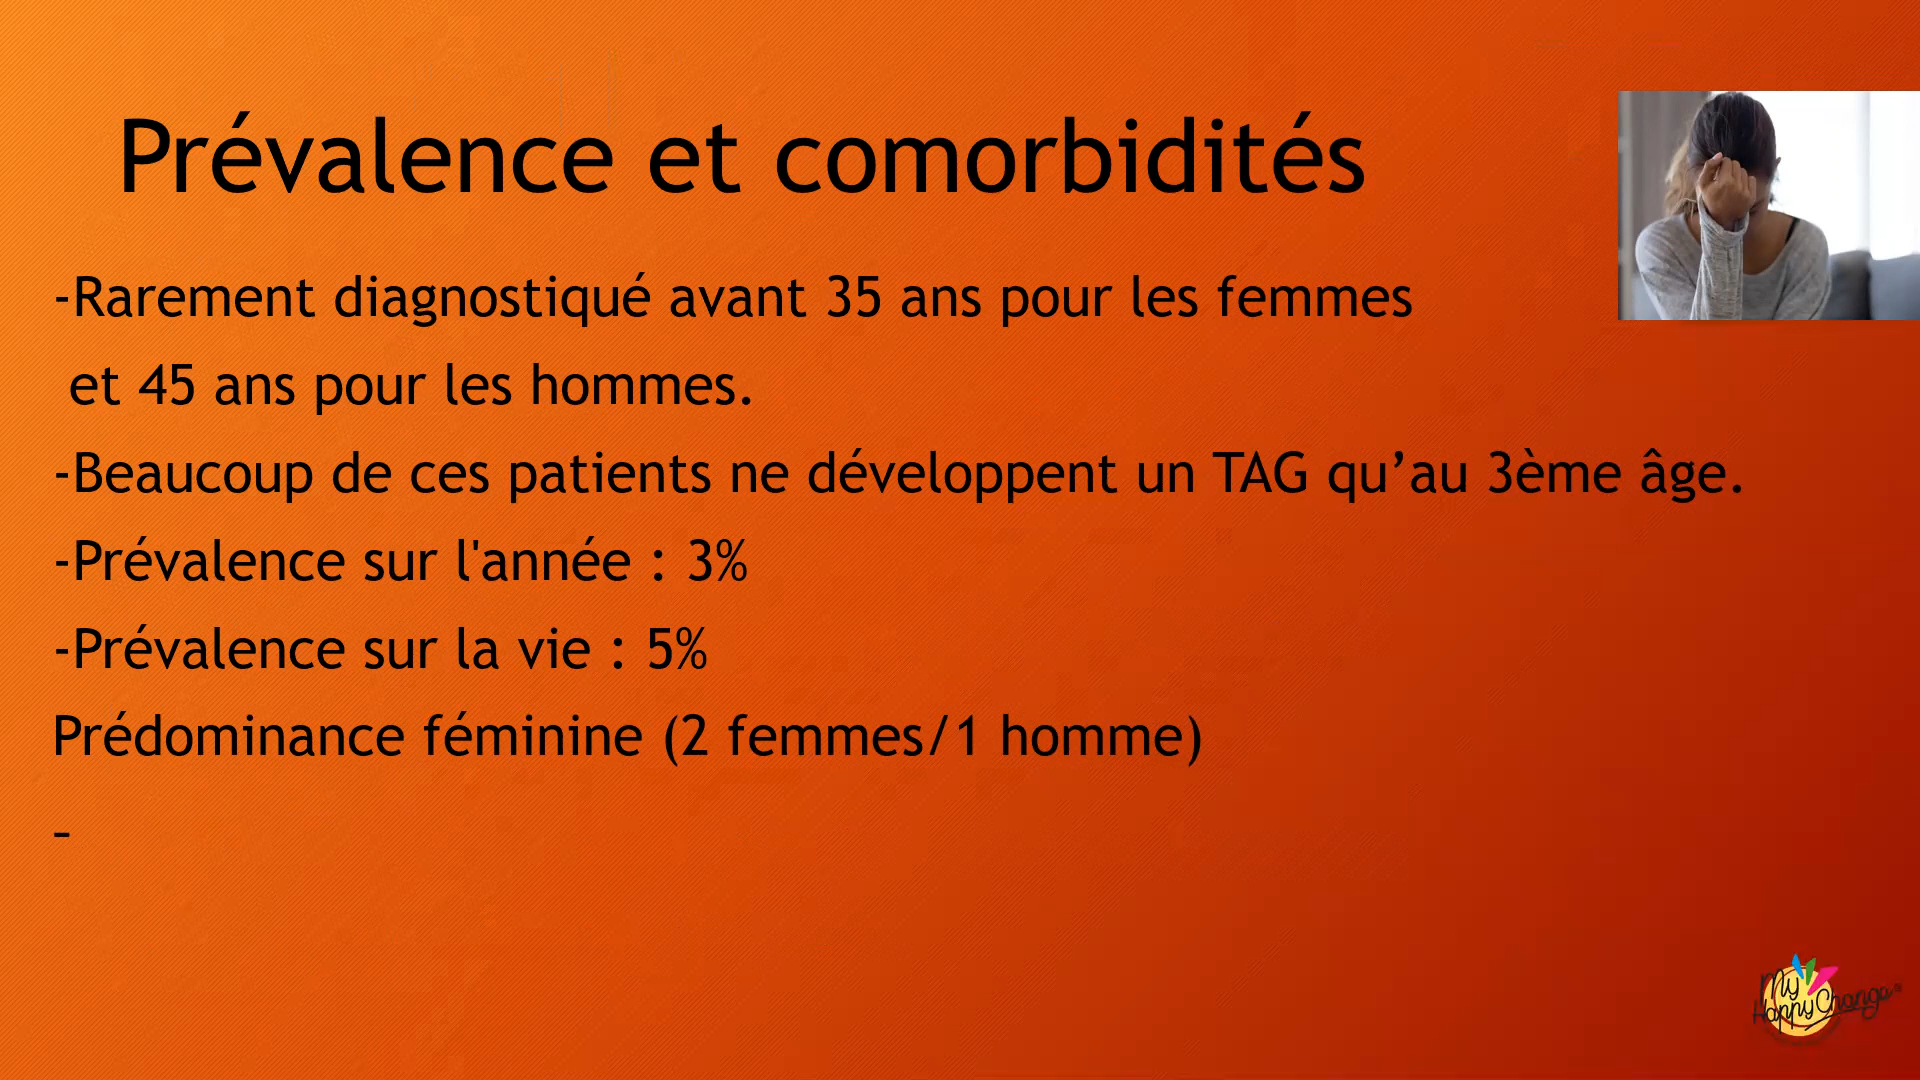 Prévalence et comorbidités
-Rarement diagnostiqué avant 35 ans pour les femmes
et 45 ans pour les hommes.
-Beaucoup de ces patients ne développent un TAG qu’au 3ème âge.
-Prévalence sur l'année : 3%
-Prévalence sur la vie : 5%
Prédominance féminine (2 femmes/1 homme)
–
My
HappyChange®